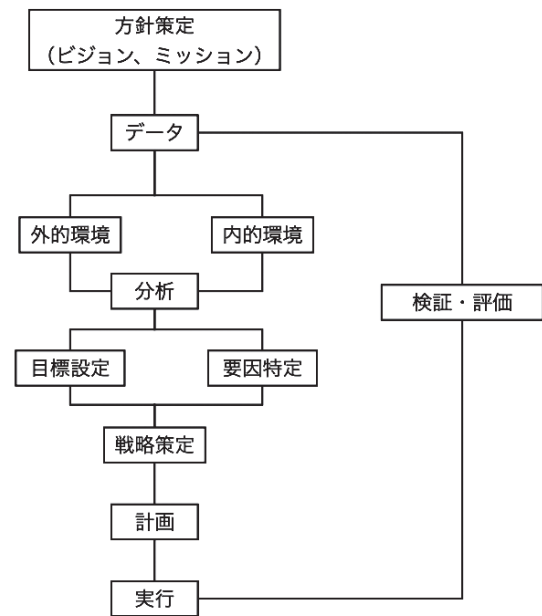 方針策定
（ビジョン、ミッション）
データ
外的環境
内的環境
分析
検証・評価
目標設定
要因特定
戦略策定
計画
実行